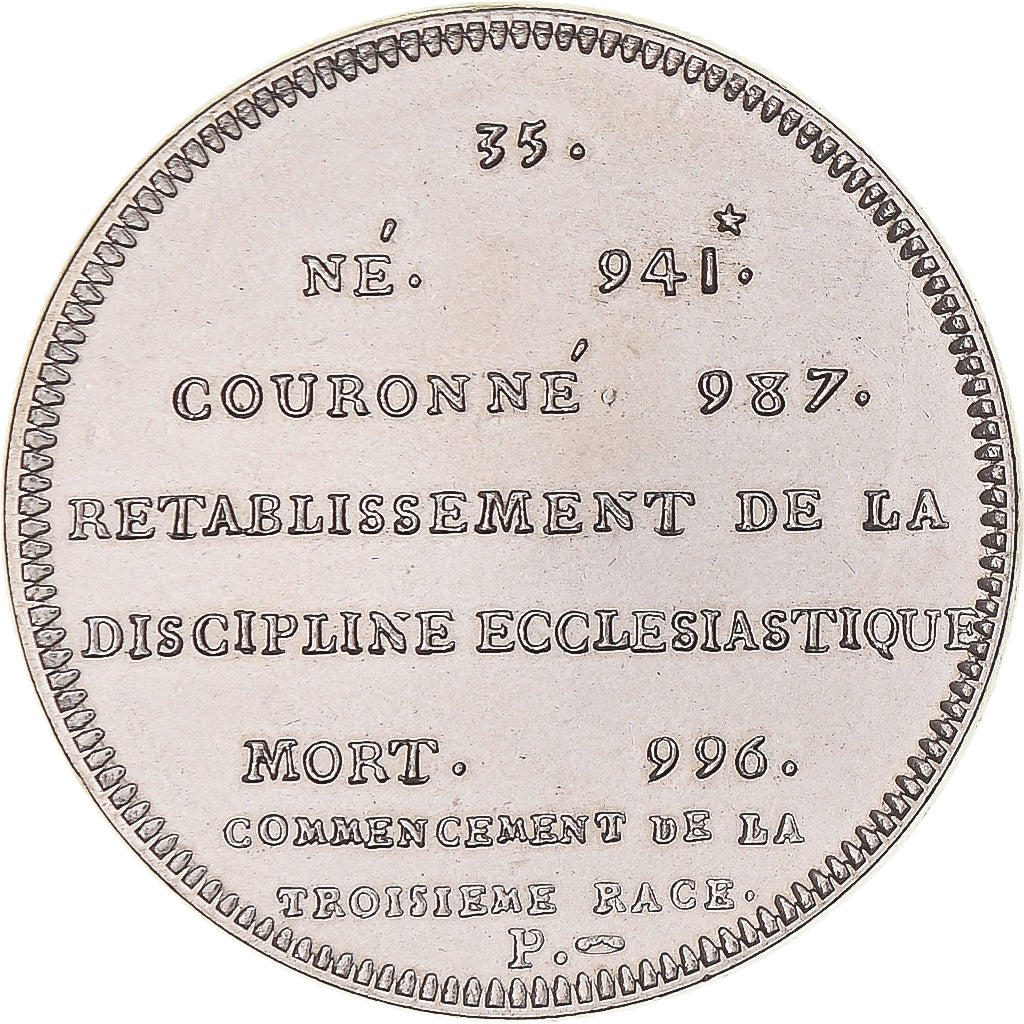 35.
NÉ. 941*.
COURONNÉ. 987.
RETABLISSEMENT DE LA
DISCIPLINE ECCLESIASTIQUE
MORT. 996.
COMMENCEMENT DE LA
TROISIEME RACE.
P.